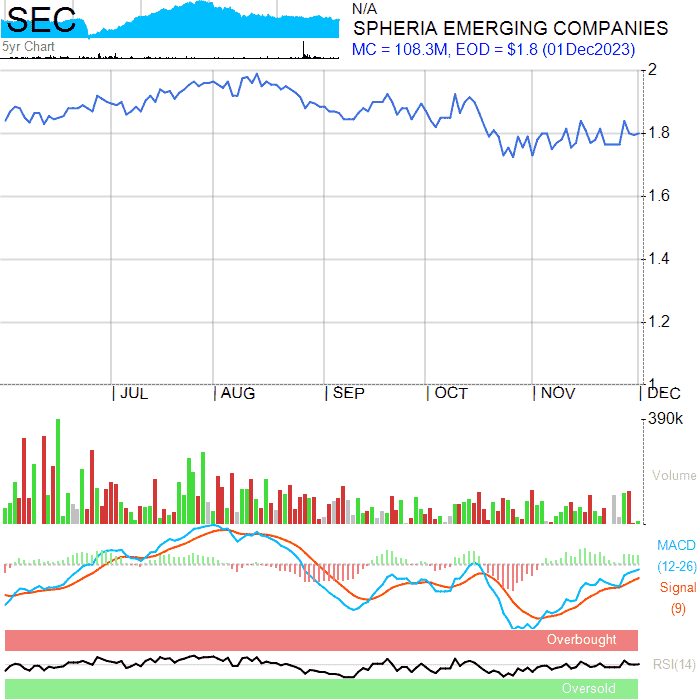 SEC
N/A
SPHERIA EMERGING COMPANIES
5yr Chart
MC = 108.3M, EOD = $1.8 (01Dec2023)
2
1.8
1.6
1.4
1.2
1
JUL
AUG
SEP
OCT
NOV
DEC
390k
Volume
MACD
(12-26)
Signal
(9)
Overbought
RSI(14)
Oversold